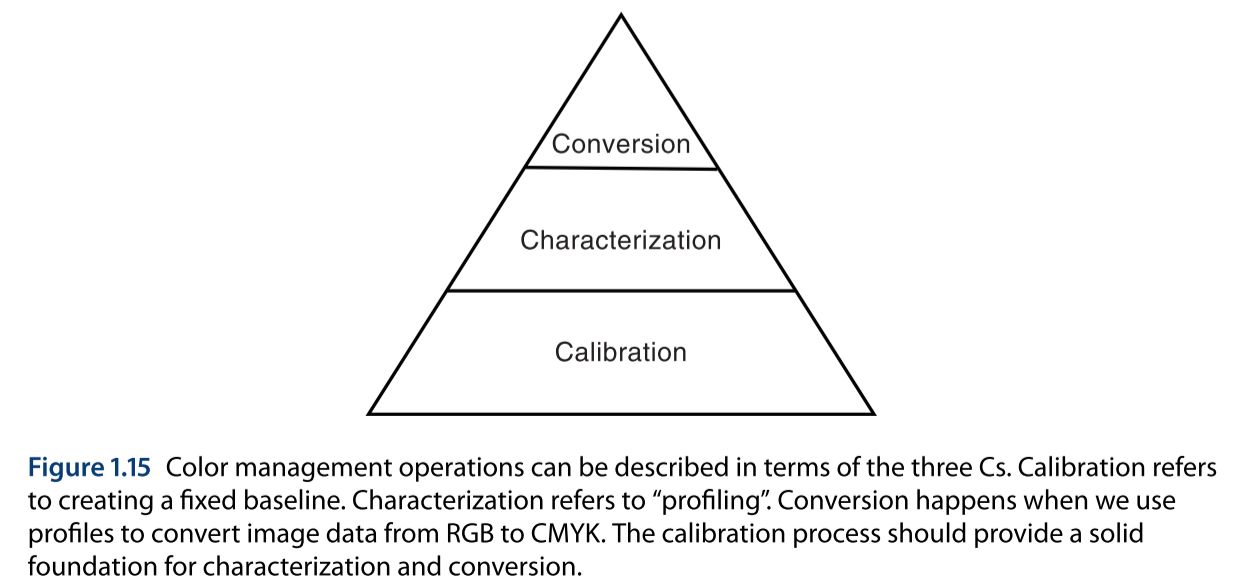 Conversion
Characterization
Calibration
Figure 1.15 Color management operations can be described in terms of the three Cs. Calibration refers
to creating a fixed baseline. Characterization refers to “profiling”. Conversion happens when we use
profiles to convert image data from RGB to CMYK. The calibration process should provide a solid
foundation for characterization and conversion.